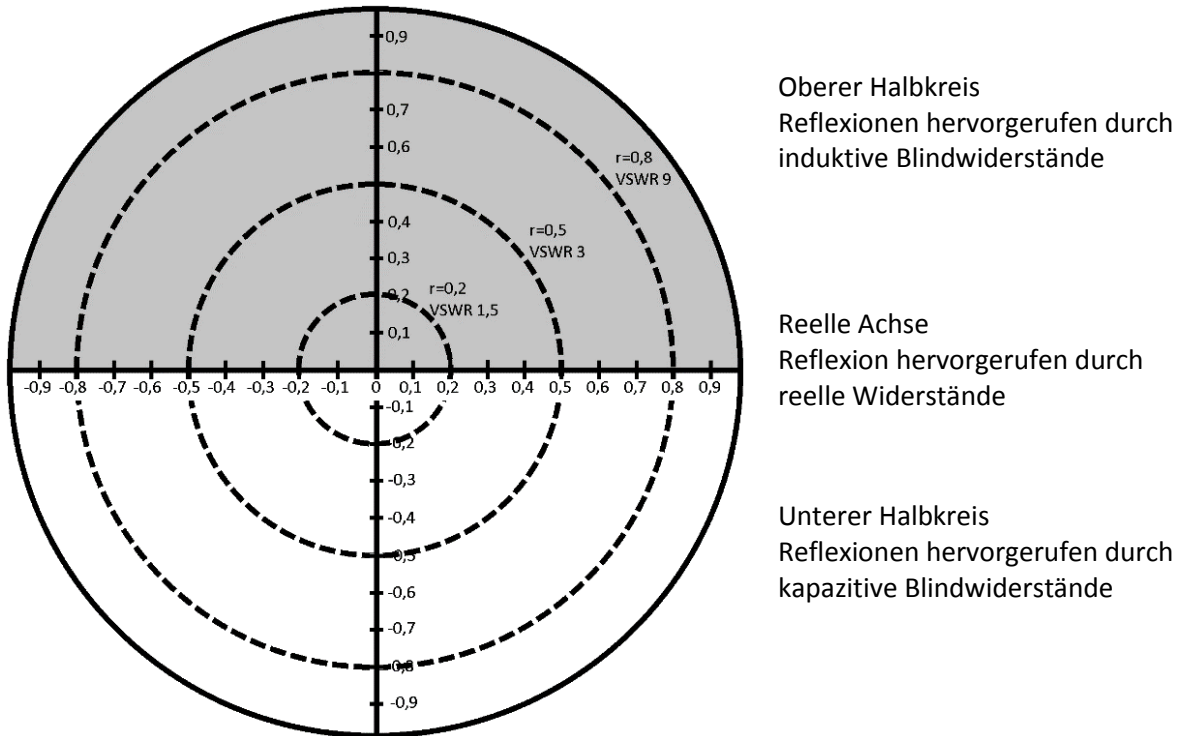 0,9
0,7
0,6
0,4
0,3
0,2
0,1
r=0,8
VSWR 9
r=0,5
VSWR 3
r=0,2
VSWR 1,5
-0,9 -0,8 -0,7 -0,6 -0,5 -0,4 -0,3 -0,2 -0,1 0 0,1 0,2 0,3 0,4 0,5 0,6 0,7 0,8 0,9
-0,1
-0,2
-0,3
-0,4
-0,5
-0,6
-0,7
-0,8
-0,9
Oberer Halbkreis
Reflexionen hervorgerufen durch
induktive Blindwiderstände
Reelle Achse
Reflexion hervorgerufen durch
reelle Widerstände
Unterer Halbkreis
Reflexionen hervorgerufen durch
kapazitive Blindwiderstände